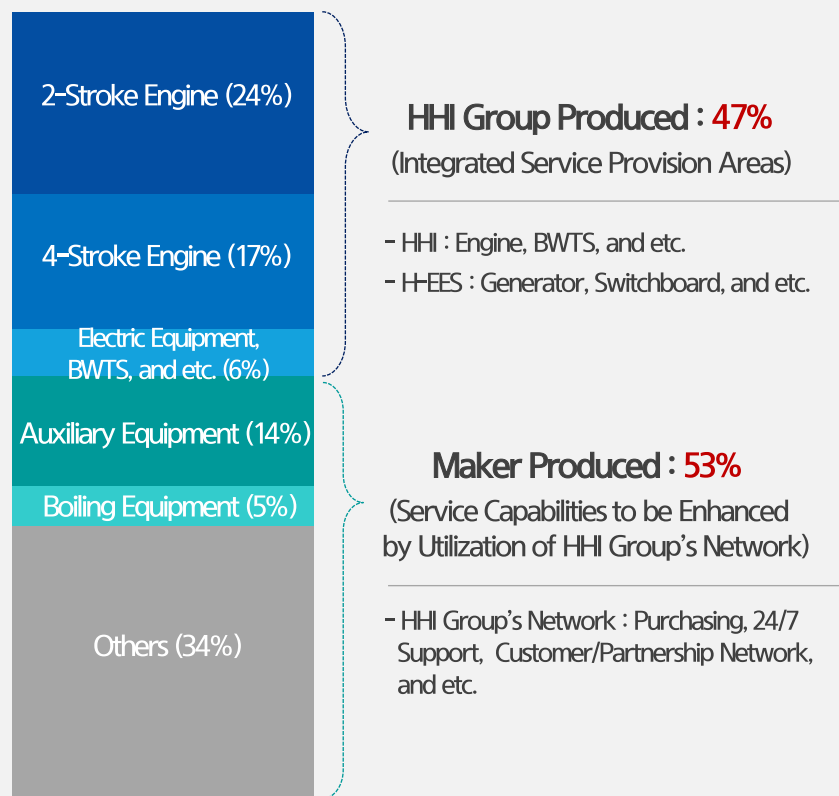 2-Stroke Engine (24%)
4-Stroke Engine (17%)
Electric Equipment,
BWTS, and etc. (6%)
Auxiliary Equipment (14%)
Boiling Equipment (5%)
Others (34%)
HHI Group Produced : 47%
(Integrated Service Provision Areas)
- HHI : Engine, BWTS, and etc.
- H-EES : Generator, Switchboard, and etc.
Maker Produced : 53%
(Service Capabilities to be Enhanced
by Utilization of HHI Group's Network)
- HHI Group's Network : Purchasing, 24/7
Support, Customer/Partnership Network,
and etc.